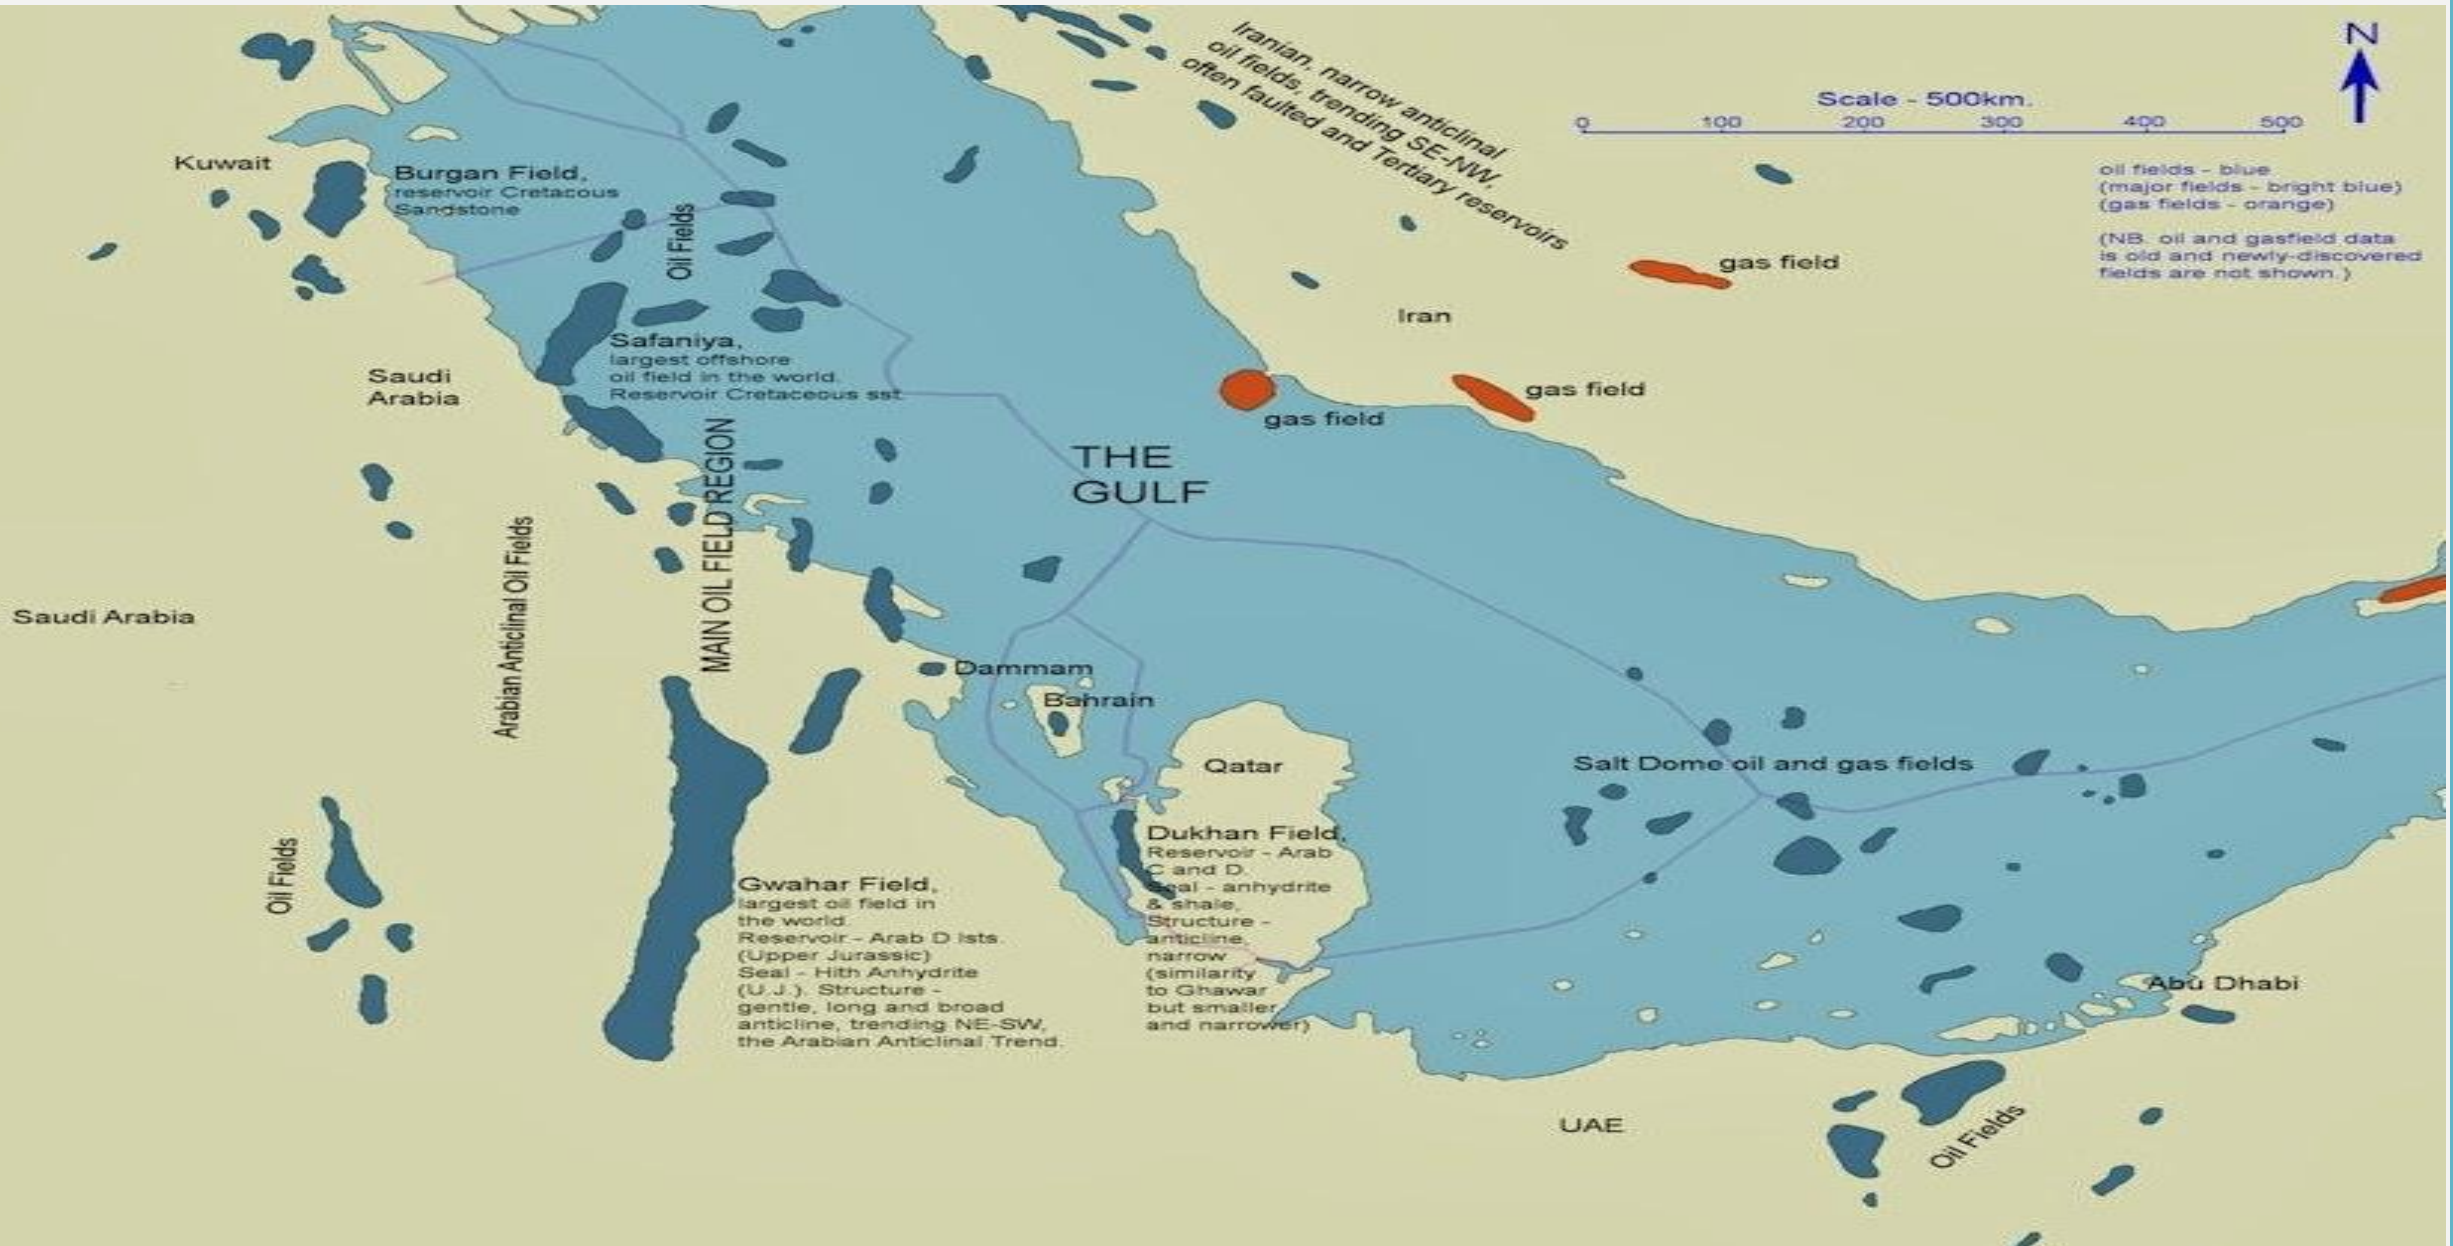 Iranian, narrow anticlinal
oil fields, trending SE-NW,
often faulted and Tertiary reservoirs
N
Scale - 500km.
0 100 200 300 400 500
oil fields - blue
(major fields - bright blue)
(gas fields - orange)
(NB. oil and gasfield data
is old and newly-discovered
fields are not shown.)
Kuwait
Burgan Field,
reservoir Cretacous
Sandstone
Oil Fields
gas field
Iran
Safaniya,
largest offshore
oil field in the world.
Reservoir Cretaceous sst.
Saudi
Arabia
gas field
gas field
THE
GULF
MAIN OIL FIELD REGION
Arabian Anticlinal Oil Fields
Saudi Arabia
Dammam
Bahrain
Qatar
Salt Dome oil and gas fields
Oil Fields
Gwahar Field,
largest oil field in
the world.
Reservoir - Arab D lsts.
(Upper Jurassic)
Seal - Hith Anhydrite
(U.J.). Structure -
gentle, long and broad
anticline, trending NE-SW,
the Arabian Anticlinal Trend.
Dukhan Field,
Reservoir - Arab
C and D.
Seal - anhydrite
& shale,
Structure -
anticline,
narrow
(similarity
to Ghawar
but smaller
and narrower)
Abu Dhabi
UAE
Oil Fields